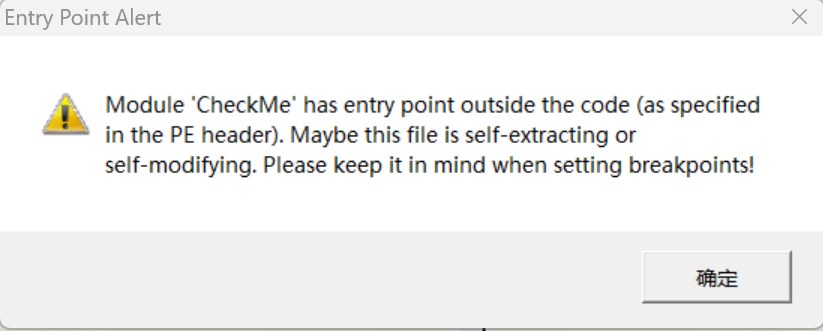 Entry Point Alert
Module 'CheckMe' has entry point outside the code (as specified
in the PE header). Maybe this file is self-extracting or
self-modifying. Please keep it in mind when setting breakpoints!
确定